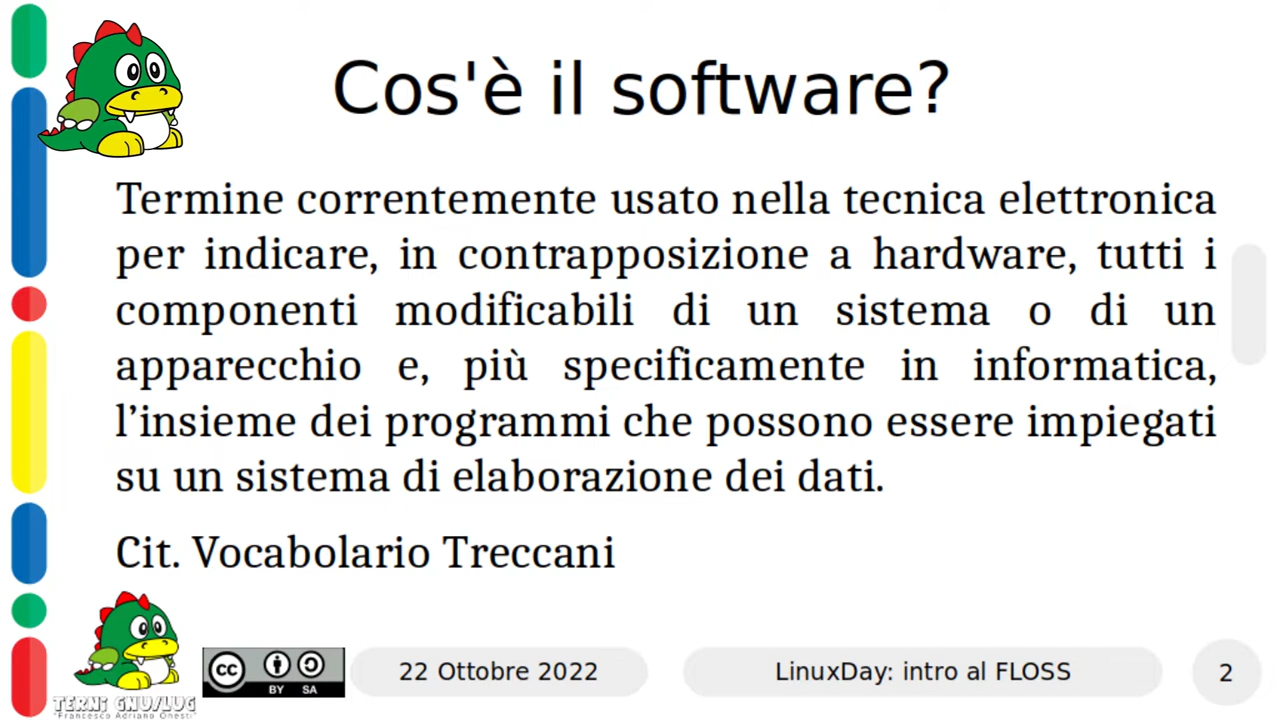 Cos'è il software?
Termine correntemente usato nella tecnica elettronica
per indicare, in contrapposizione a hardware, tutti i
componenti modificabili di un sistema o di un
apparecchio e, più specificamente in informatica,
l’insieme dei programmi che possono essere impiegati
su un sistema di elaborazione dei dati.
Cit. Vocabolario Treccani
TERNi GNU/LUG
"Francesco Adriano Onesti"
cc
BY SA
22 Ottobre 2022
LinuxDay: intro al FLOSS
2